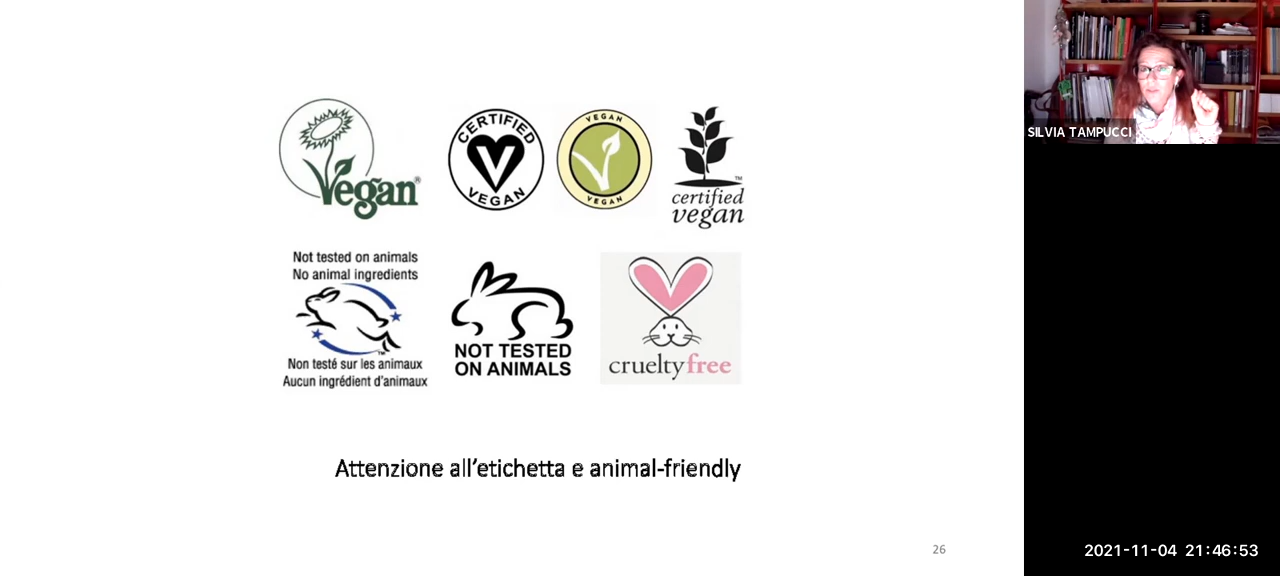 Vegan®
CERTIFIED
V
VEGAN
VEGAN
VEGAN
™
certified
vegan
Not tested on animals
No animal ingredients
™
Non testé sur les animaux
Aucun ingrédient d'animaux
NOT TESTED
ON ANIMALS
crueltyfree
Attenzione all'etichetta e animal-friendly
26
SILVIA TAMPUCCI
2021-11-04 21:46:53